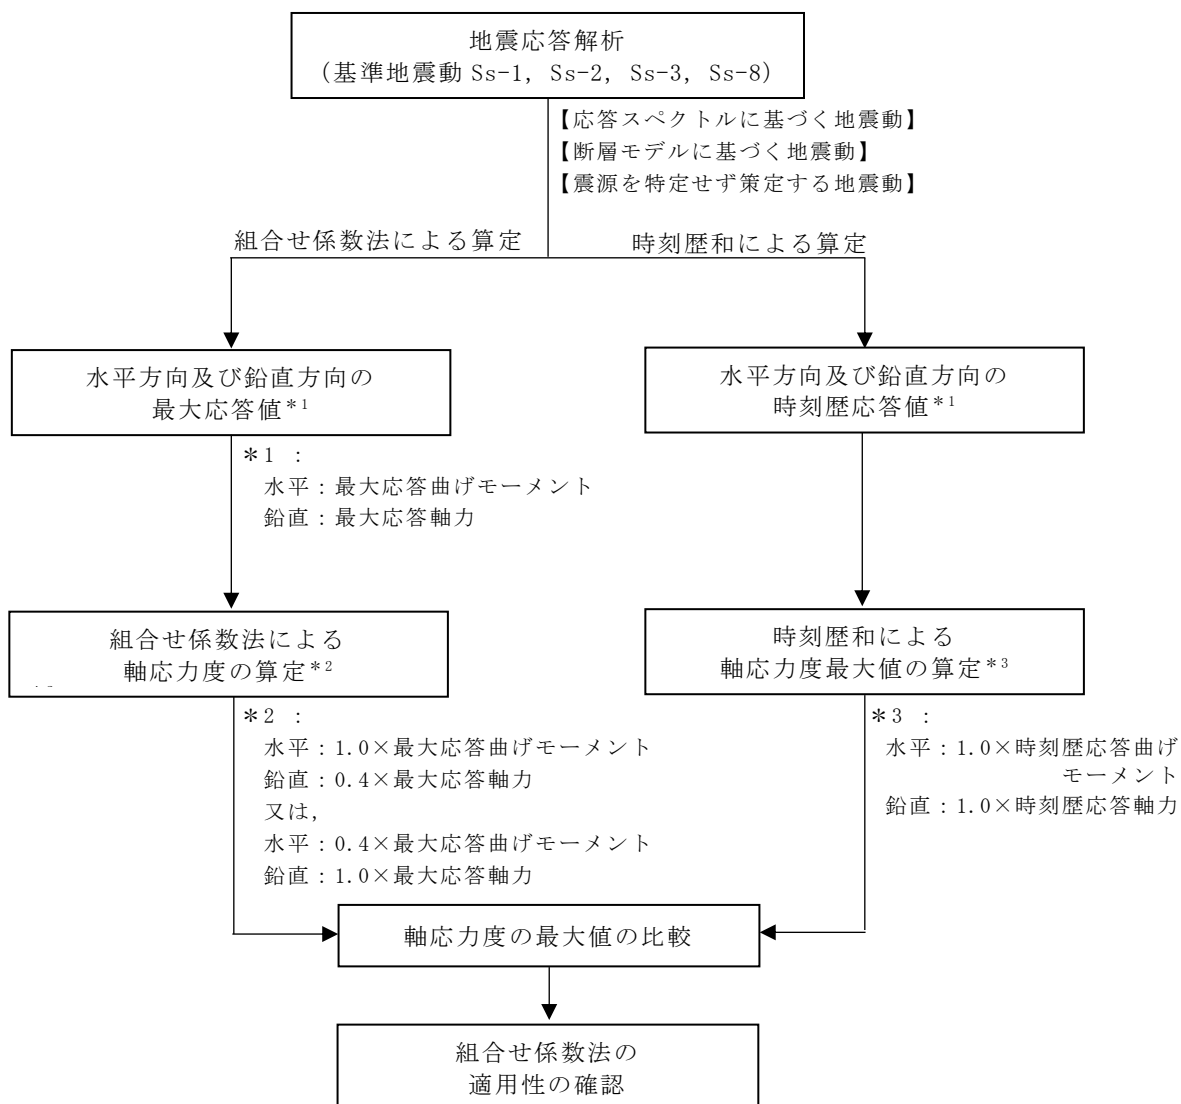 地震応答解析
（基準地震動 Ss-1, Ss-2, Ss-3, Ss-8）
【応答スペクトルに基づく地震動】
【断層モデルに基づく地震動】
【震源を特定せず策定する地震動】
組合せ係数法による算定
時刻歴和による算定
水平方向及び鉛直方向の
最大応答値*1
水平方向及び鉛直方向の
時刻歴応答値*1
＊1 ：
水平：最大応答曲げモーメント
鉛直：最大応答軸力
組合せ係数法による
軸応力度の算定*2
時刻歴和による
軸応力度最大値の算定*3
＊2 ：
水平：1.0×最大応答曲げモーメント
鉛直：0.4×最大応答軸力
又は,
水平：0.4×最大応答曲げモーメント
鉛直：1.0×最大応答軸力
＊3 ：
水平：1.0×時刻歴応答曲げ
モーメント
鉛直：1.0×時刻歴応答軸力
軸応力度の最大値の比較
組合せ係数法の
適用性の確認